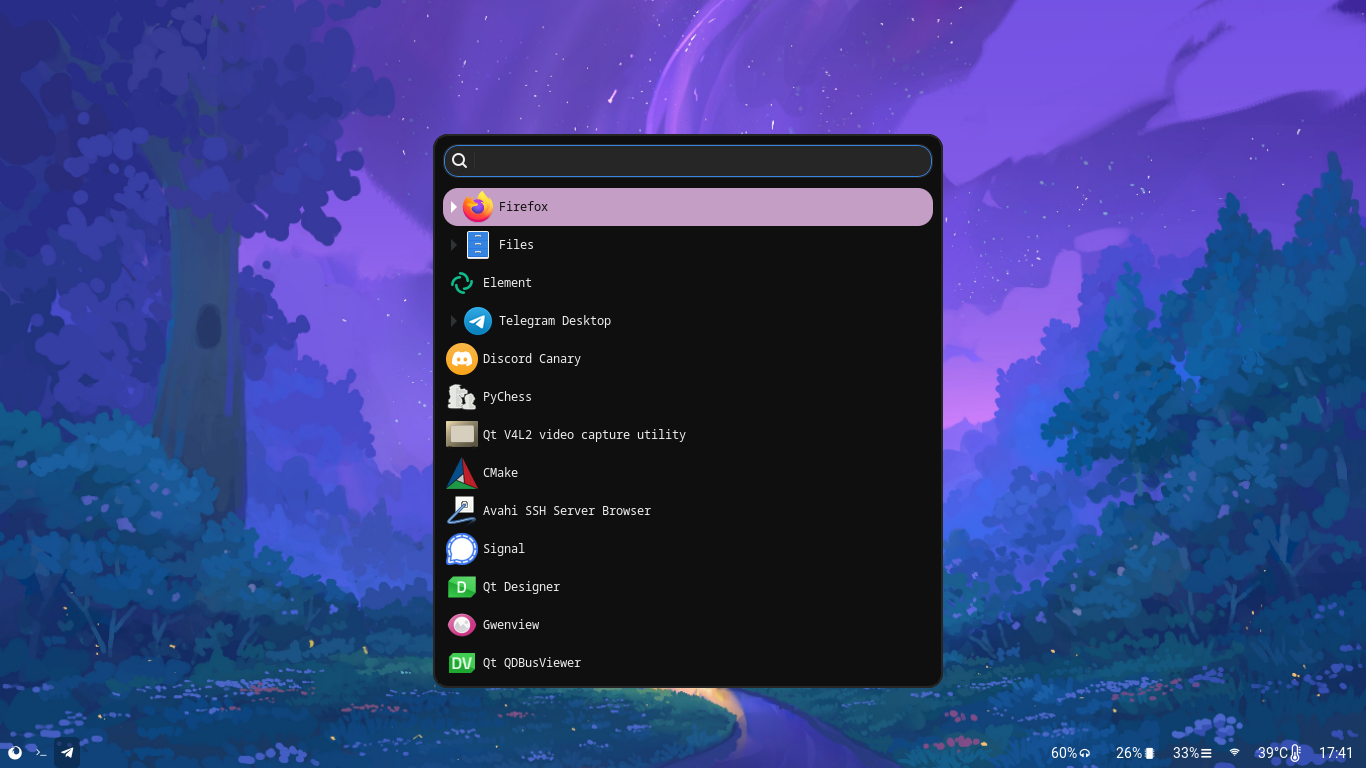 Firefox
Files
Element
Telegram Desktop
Discord Canary
PyChess
Qt V4L2 video capture utility
CMake
Avahi SSH Server Browser
Signal
D Qt Designer
Gwenview
DV Qt QDBusViewer
60% 26% 33% 39°C 17:41